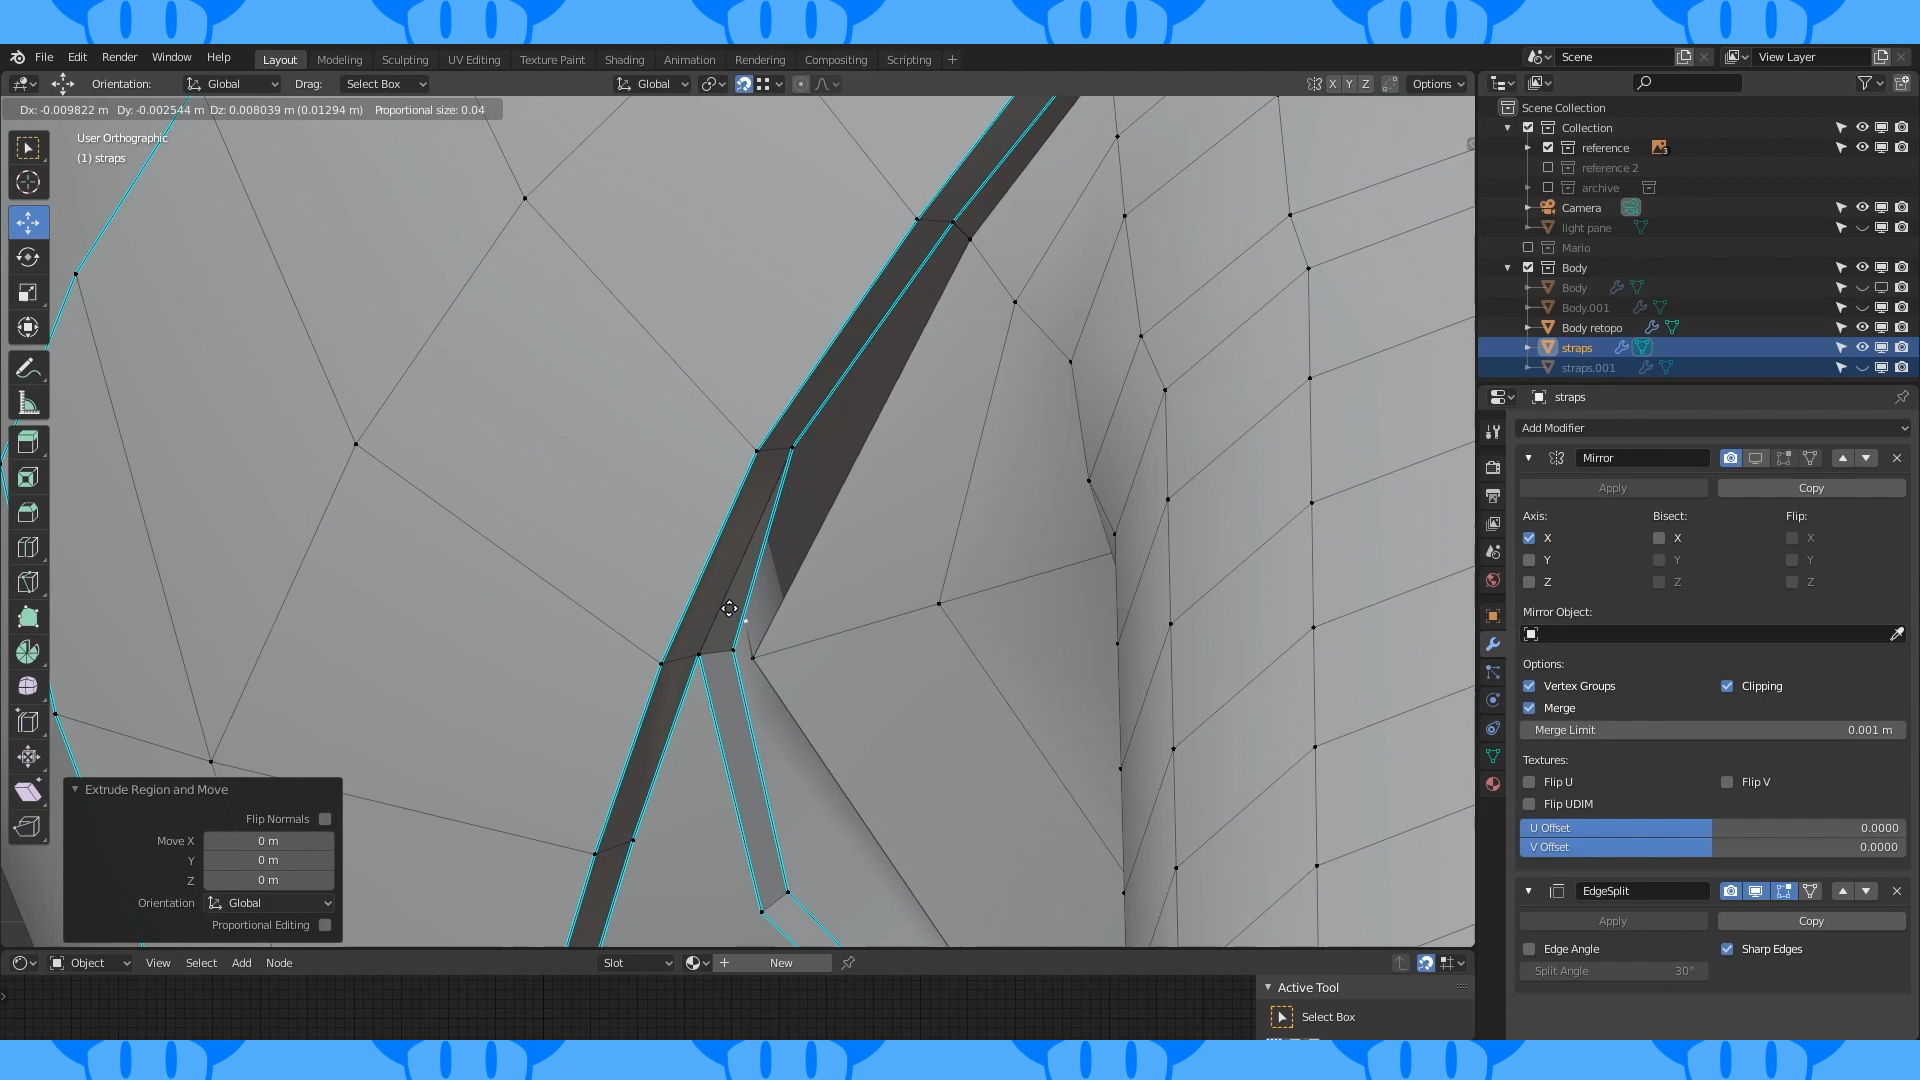 File Edit Render Window Help Layout Modeling Sculpting UV Editing Texture Paint Shading Animation Rendering Compositing Scripting + Scene View Layer
Orientation: Global Drag: Select Box Global X Y Z Options
Dx: -0.009822 m Dy: -0.002544 m Dz: 0.008039 m (0.01294 m) Proportional size: 0.04
User Orthographic
(1) straps
Scene Collection
Collection
reference 3
reference 2
archive
Camera
light pane
Mario
Body
Body
Body.001
Body retopo
straps
straps.001
straps
Add Modifier
Mirror
Apply Copy
Axis: Bisect: Flip:
X X X
Y Y Y
Z Z Z
Mirror Object:
Options:
Vertex Groups Clipping
Merge
Merge Limit 0.001 m
Textures:
Flip U Flip V
Flip UDIM
U Offset 0.0000
V Offset 0.0000
EdgeSplit
Apply Copy
Edge Angle Sharp Edges
Split Angle 30°
Extrude Region and Move
Flip Normals
Move X 0 m
Y 0 m
Z 0 m
Orientation Global
Proportional Editing
Object View Select Add Node Slot New
Active Tool
Select Box